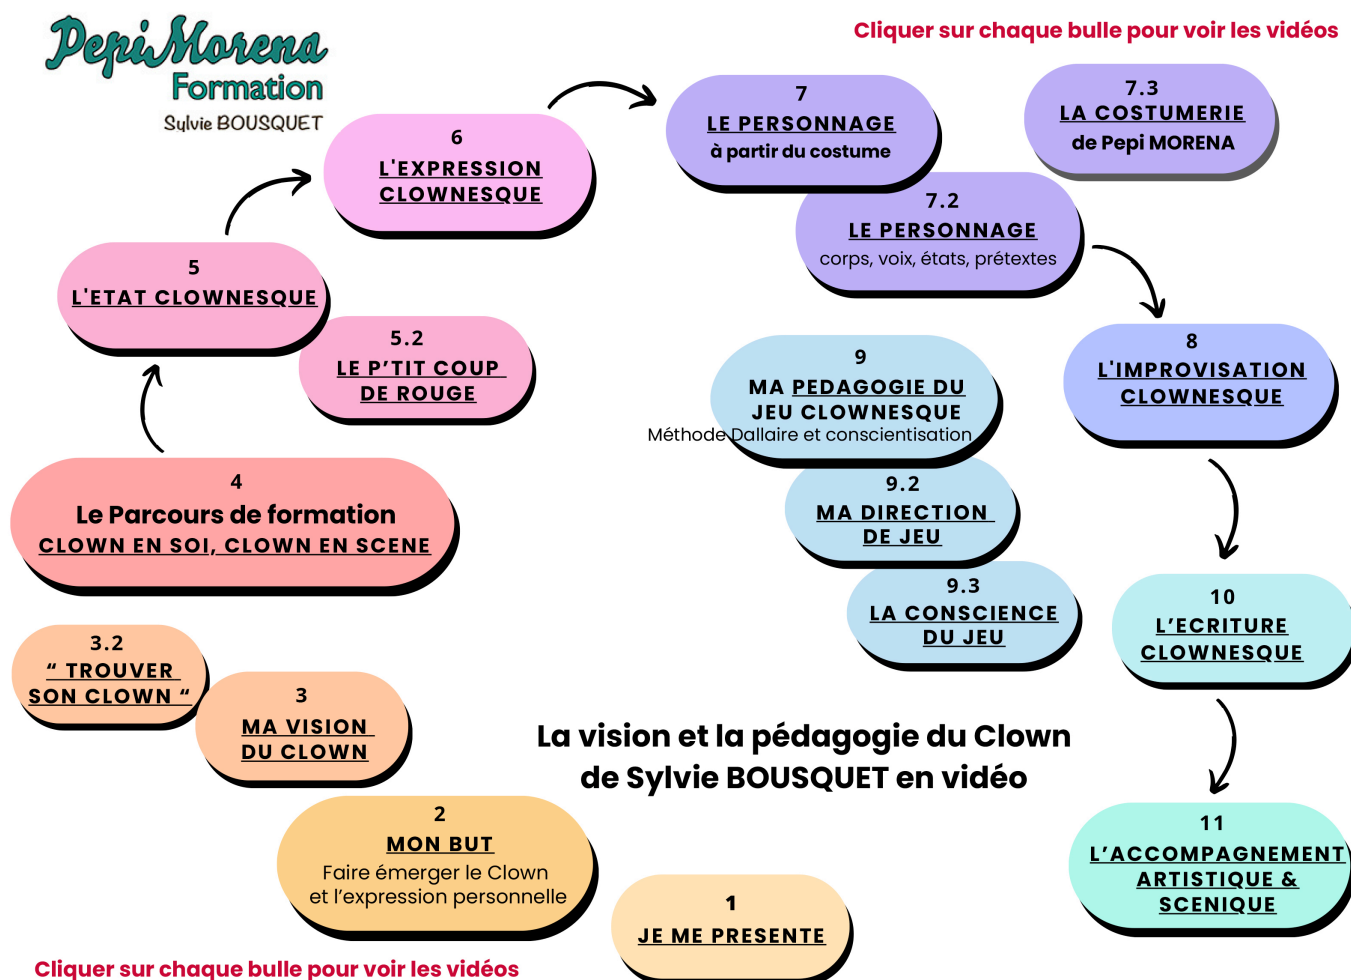 Pepi Morena
Formation
Sylvie BOUSQUET
Cliquer sur chaque bulle pour voir les vidéos
6
L'EXPRESSION
CLOWNESQUE
7
LE PERSONNAGE
à partir du costume
7.3
LA COSTUMERIE
de Pepi MORENA
7.2
LE PERSONNAGE
corps, voix, états, prétextes
5
L'ETAT CLOWNESQUE
5.2
LE P’TIT COUP
DE ROUGE
8
L'IMPROVISATION
CLOWNESQUE
9
MA PEDAGOGIE DU
JEU CLOWNESQUE
Méthode Dallaire et conscientisation
4
Le Parcours de formation
CLOWN EN SOI, CLOWN EN SCENE
9.2
MA DIRECTION
DE JEU
9.3
LA CONSCIENCE
DU JEU
10
L’ECRITURE
CLOWNESQUE
3.2
“ TROUVER
SON CLOWN “
3
MA VISION
DU CLOWN
La vision et la pédagogie du Clown
de Sylvie BOUSQUET en vidéo
2
MON BUT
Faire émerger le Clown
et l’expression personnelle
11
L’ACCOMPAGNEMENT
ARTISTIQUE &
SCENIQUE
1
JE ME PRESENTE
Cliquer sur chaque bulle pour voir les vidéos